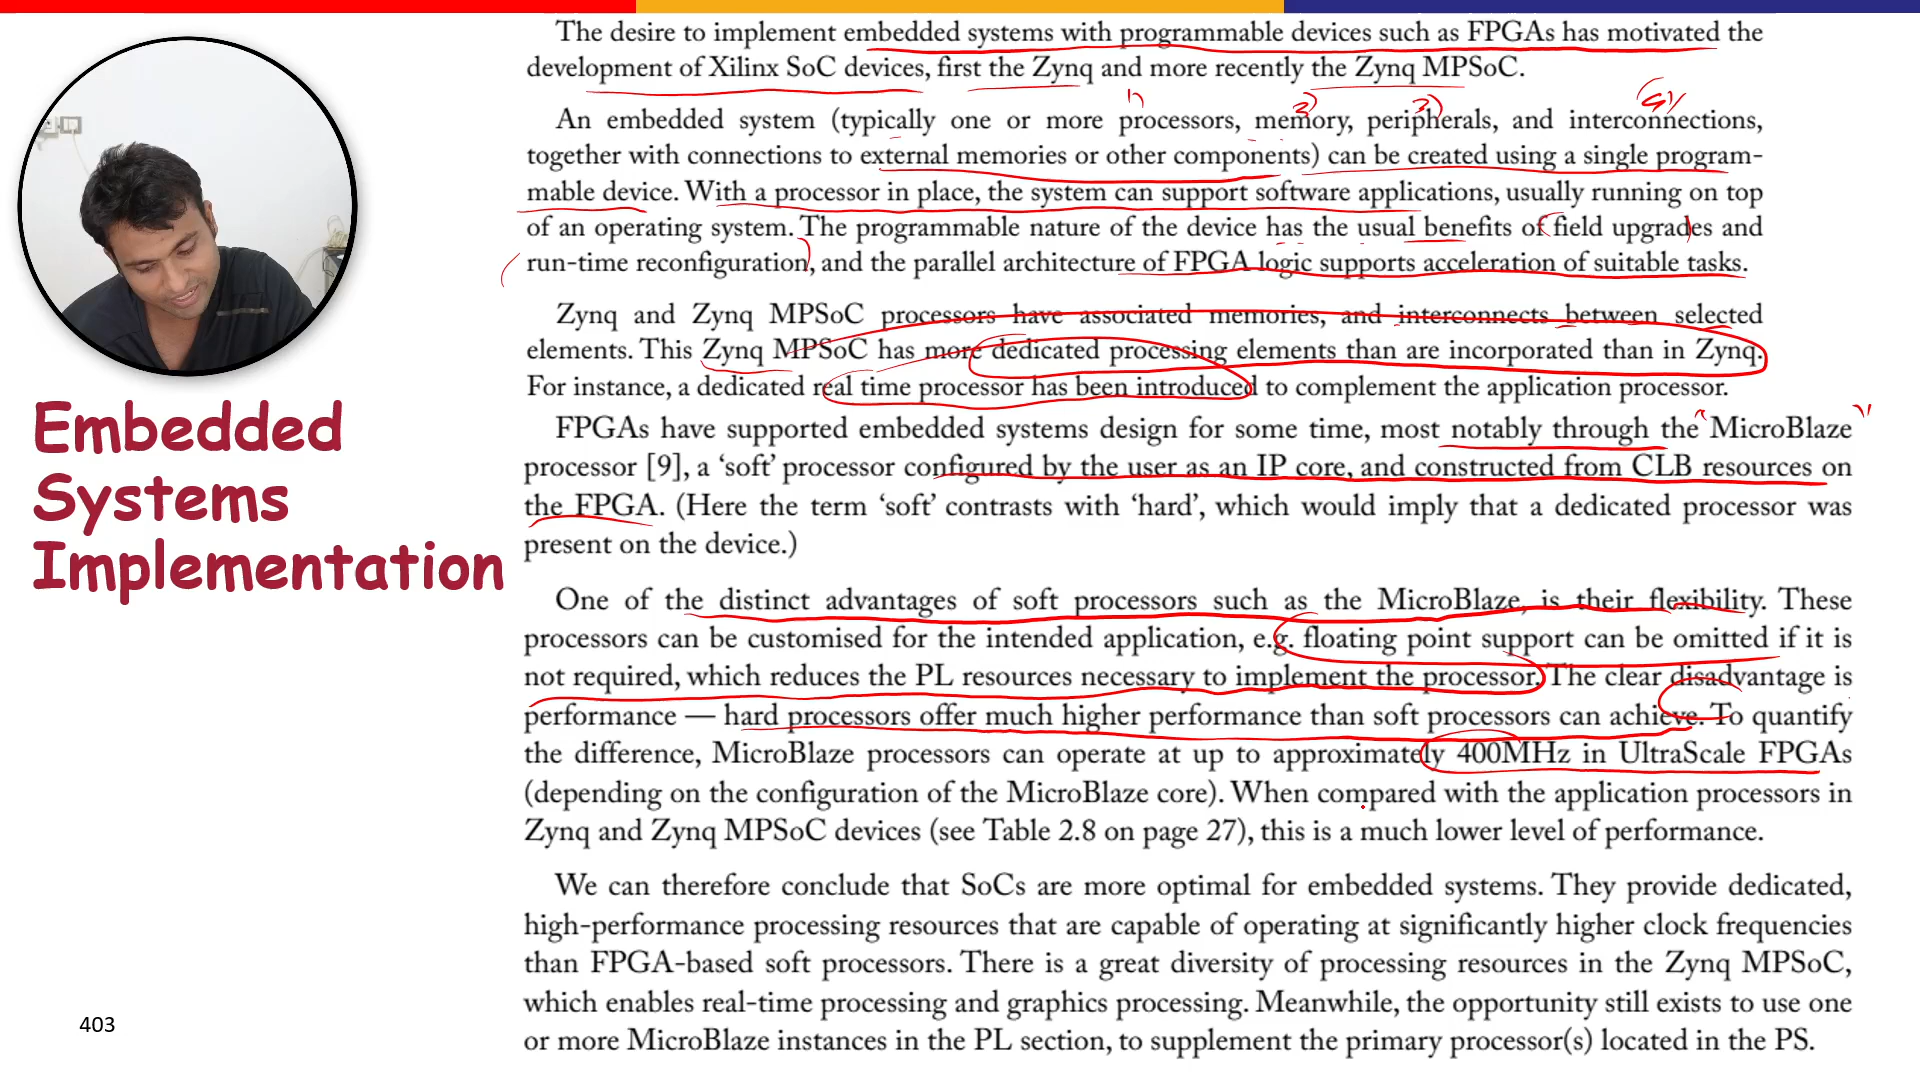 The desire to implement embedded systems with programmable devices such as FPGAs has motivated the
development of Xilinx SoC devices, first the Zynq and more recently the Zynq MPSoC.
1) 2) 3) 4)
An embedded system (typically one or more processors, memory, peripherals, and interconnections,
together with connections to external memories or other components) can be created using a single program-
mable device. With a processor in place, the system can support software applications, usually running on top
of an operating system. The programmable nature of the device has the usual benefits of field upgrades and
run-time reconfiguration, and the parallel architecture of FPGA logic supports acceleration of suitable tasks.
Zynq and Zynq MPSoC processors have associated memories, and interconnects between selected
elements. This Zynq MPSoC has more dedicated processing elements than are incorporated than in Zynq.
For instance, a dedicated real time processor has been introduced to complement the application processor.
Embedded
Systems
Implementation
FPGAs have supported embedded systems design for some time, most notably through the MicroBlaze
processor [9], a ‘soft’ processor configured by the user as an IP core, and constructed from CLB resources on
the FPGA. (Here the term ‘soft’ contrasts with ‘hard’, which would imply that a dedicated processor was
present on the device.)
One of the distinct advantages of soft processors such as the MicroBlaze, is their flexibility. These
processors can be customised for the intended application, e.g. floating point support can be omitted if it is
not required, which reduces the PL resources necessary to implement the processor. The clear disadvantage is
performance — hard processors offer much higher performance than soft processors can achieve. To quantify
the difference, MicroBlaze processors can operate at up to approximately 400MHz in UltraScale FPGAs
(depending on the configuration of the MicroBlaze core). When compared with the application processors in
Zynq and Zynq MPSoC devices (see Table 2.8 on page 27), this is a much lower level of performance.
We can therefore conclude that SoCs are more optimal for embedded systems. They provide dedicated,
high-performance processing resources that are capable of operating at significantly higher clock frequencies
than FPGA-based soft processors. There is a great diversity of processing resources in the Zynq MPSoC,
which enables real-time processing and graphics processing. Meanwhile, the opportunity still exists to use one
or more MicroBlaze instances in the PL section, to supplement the primary processor(s) located in the PS.
403